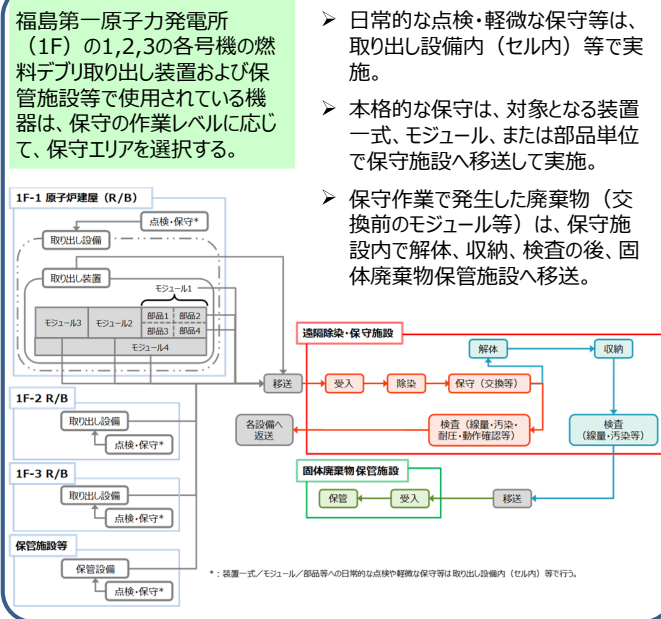 福島第一原子力発電所
（1F）の1,2,3の各号機の燃
料デブリ取り出し装置および保
管施設等で使用されている機
器は、保守の作業レベルに応じ
て、保守エリアを選択する。
➢ 日常的な点検・軽微な保守等は、
取り出し設備内（セル内）等で実
施。
➢ 本格的な保守は、対象となる装置
一式、モジュール、または部品単位
で保守施設へ移送して実施。
➢ 保守作業で発生した廃棄物（交
換前のモジュール等）は、保守施
設内で解体、収納、検査の後、固
体廃棄物保管施設へ移送。
1F-1 原子炉建屋（R/B）
点検・保守*
取り出し設備
取り出し装置
モジュール1
モジュール3
モジュール2
部品1
部品2
部品3
部品4
モジュール4
1F-2 R/B
取り出し設備
点検・保守*
1F-3 R/B
取り出し設備
点検・保守*
保管施設等
保管設備
点検・保守*
移送
遠隔除染・保守施設
解体
収納
受入
除染
保守（交換等）
各設備へ
返送
検査（線量・汚染・
耐圧・動作確認等）
検査
（線量・汚染等）
固体廃棄物保管施設
保管
受入
移送
*：装置一式／モジュール／部品等への日常的な点検や軽微な保守等は取り出し設備内（セル内）等で行う。